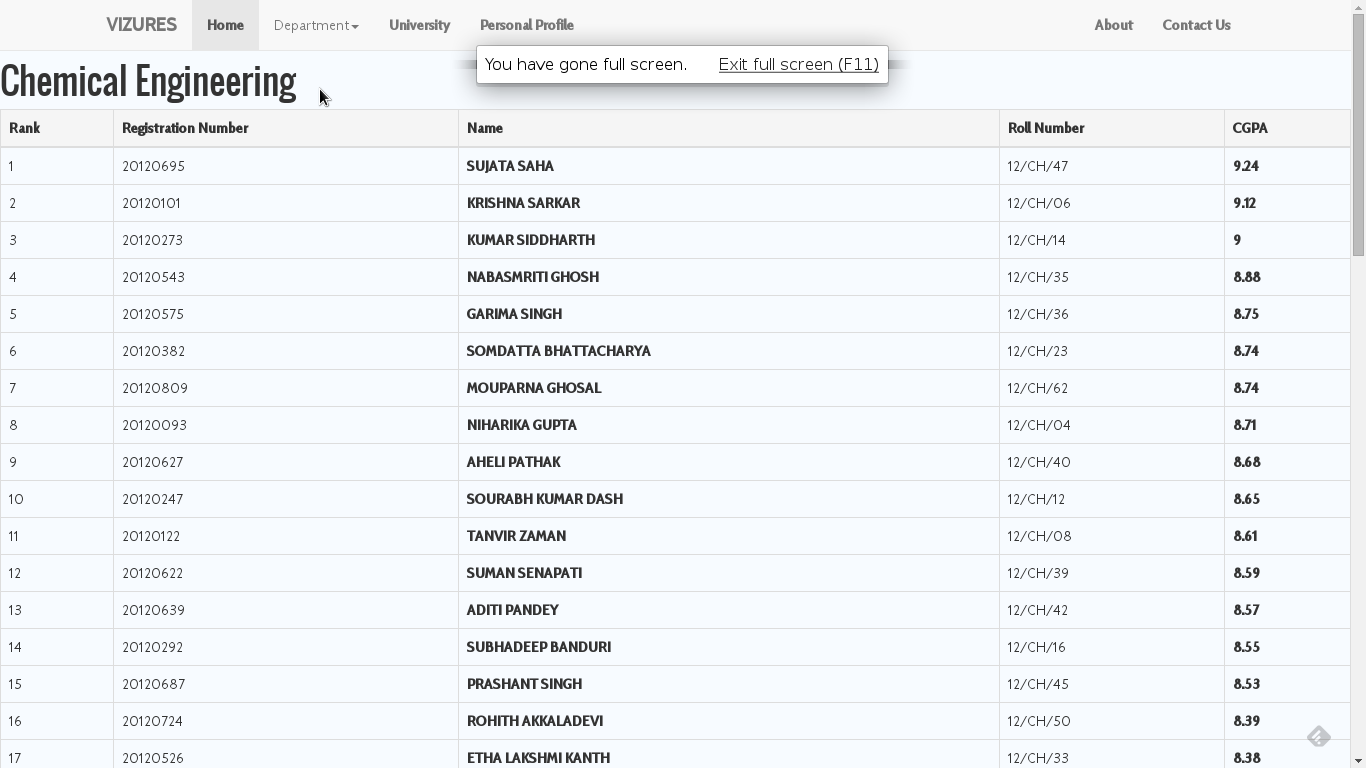 VIZURES Home Department University Personal Profile About Contact Us
You have gone full screen. Exit full screen (F11)
Chemical Engineering
Rank Registration Number Name Roll Number CGPA
1 20120695 SUJATA SAHA 12/CH/47 9.24
2 20120101 KRISHNA SARKAR 12/CH/06 9.12
3 20120273 KUMAR SIDDHARTH 12/CH/14 9
4 20120543 NABASMRITI GHOSH 12/CH/35 8.88
5 20120575 GARIMA SINGH 12/CH/36 8.75
6 20120382 SOMDATTA BHATTACHARYA 12/CH/23 8.74
7 20120809 MOUPARNA GHOSAL 12/CH/62 8.74
8 20120093 NIHARIKA GUPTA 12/CH/04 8.71
9 20120627 AHELI PATHAK 12/CH/40 8.68
10 20120247 SOURABH KUMAR DASH 12/CH/12 8.65
11 20120122 TANVIR ZAMAN 12/CH/08 8.61
12 20120622 SUMAN SENAPATI 12/CH/39 8.59
13 20120639 ADITI PANDEY 12/CH/42 8.57
14 20120292 SUBHADEEP BANDURI 12/CH/16 8.55
15 20120687 PRASHANT SINGH 12/CH/45 8.53
16 20120724 ROHITH AKKALADEVI 12/CH/50 8.39
17 20120526 ETHA LAKSHMI KANTH 12/CH/33 8.38